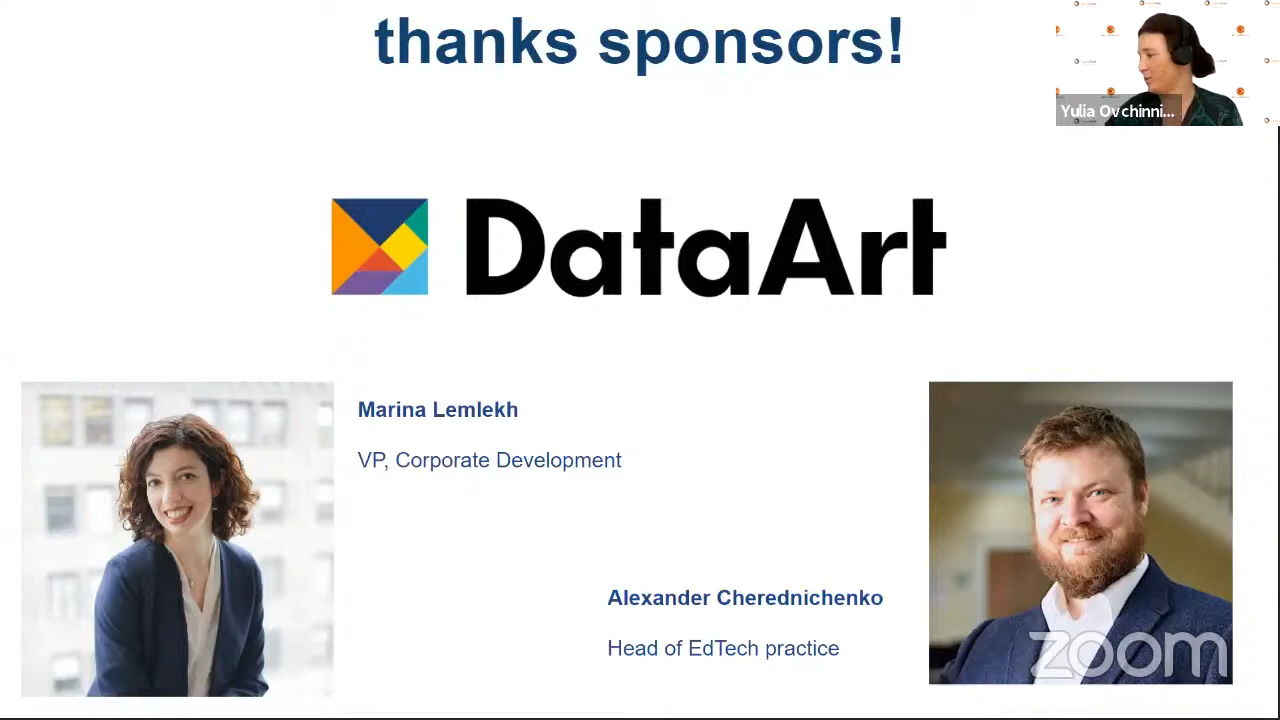 thanks sponsors!
Yulia Ovchinni...
DataArt
Marina Lemlekh
VP, Corporate Development
Alexander Cherednichenko
Head of EdTech practice
zoom